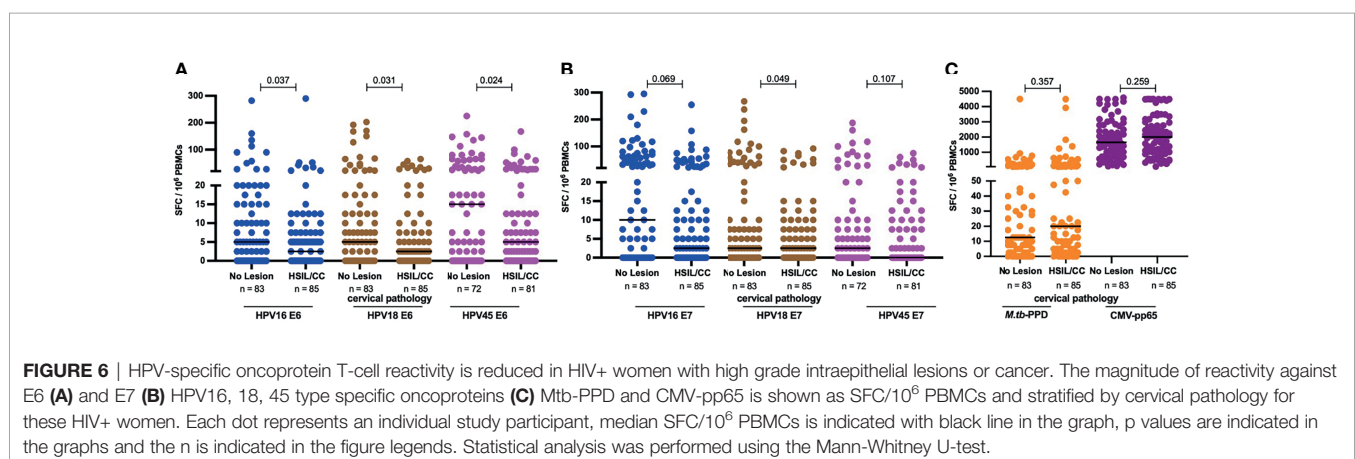 A
B
C
0.037
0.031
0.024
0.069
0.049
0.107
0.357
0.259
SFC / 10⁶ PBMCs
300
200
100
20
15
10
5
0
No Lesion
HSIL/CC
No Lesion
HSIL/CC
No Lesion
HSIL/CC
n = 83
n = 85
n = 83
n = 85
n = 72
n = 81
cervical pathology
HPV16 E6
HPV18 E6
HPV45 E6
SFC / 10⁶ PBMCs
300
200
100
20
15
10
5
0
No Lesion
HSIL/CC
No Lesion
HSIL/CC
No Lesion
HSIL/CC
n = 83
n = 85
n = 83
n = 85
n = 72
n = 81
cervical pathology
HPV16 E7
HPV18 E7
HPV45 E7
SFC / 10⁶ PBMCs
5000
4000
3000
2000
1000
50
40
30
20
10
0
No Lesion
HSIL/CC
No Lesion
HSIL/CC
n = 83
n = 85
n = 83
n = 85
cervical pathology
M.tb-PPD
CMV-pp65
FIGURE 6 | HPV-specific oncoprotein T-cell reactivity is reduced in HIV+ women with high grade intraepithelial lesions or cancer. The magnitude of reactivity against
E6 (A) and E7 (B) HPV16, 18, 45 type specific oncoproteins (C) Mtb-PPD and CMV-pp65 is shown as SFC/10⁶ PBMCs and stratified by cervical pathology for
these HIV+ women. Each dot represents an individual study participant, median SFC/10⁶ PBMCs is indicated with black line in the graph, p values are indicated in
the graphs and the n is indicated in the figure legends. Statistical analysis was performed using the Mann-Whitney U-test.